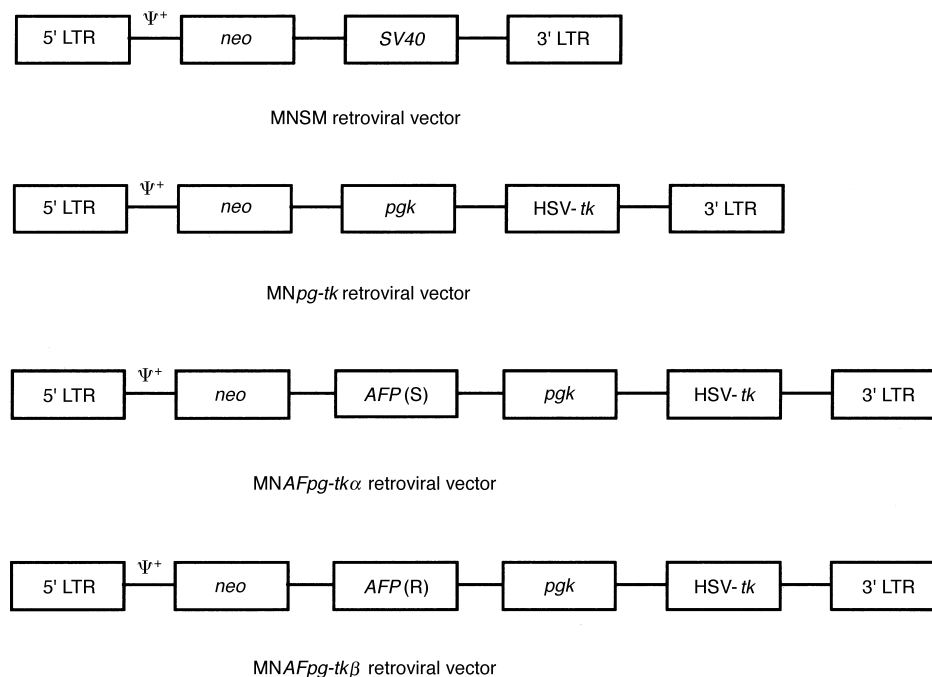 Ψ+
5' LTR neo SV40 3' LTR
MNSM retroviral vector
Ψ+
5' LTR neo pgk HSV-tk 3' LTR
MNpg-tk retroviral vector
Ψ+
5' LTR neo AFP(S) pgk HSV-tk 3' LTR
MNAFpg-tkα retroviral vector
Ψ+
5' LTR neo AFP(R) pgk HSV-tk 3' LTR
MNAFpg-tkβ retroviral vector